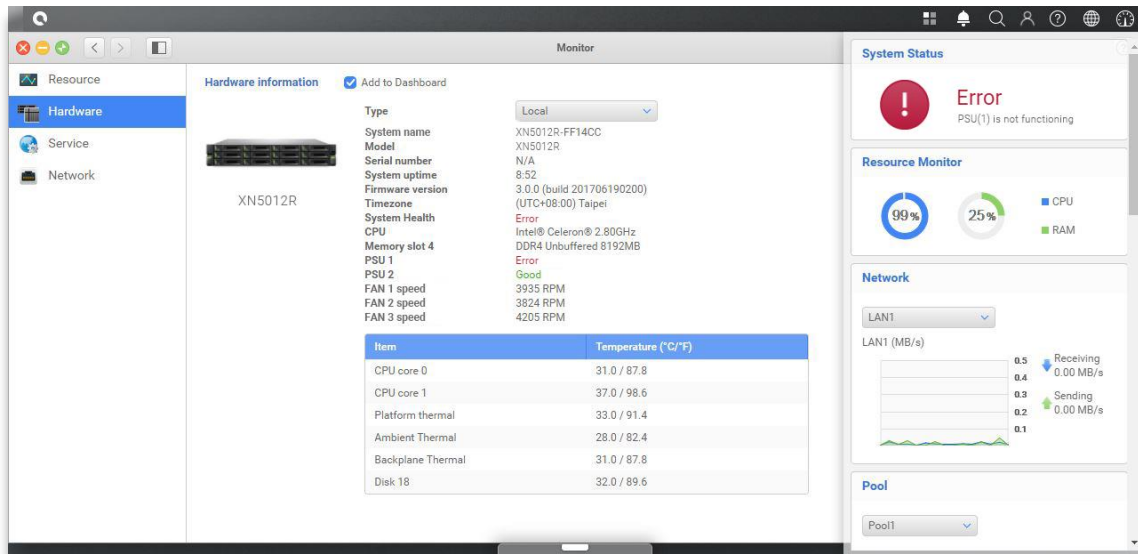 Monitor
Resource
Hardware
Service
Network
Hardware information
Add to Dashboard
XN5012R
Type Local
System name XN5012R-FF14CC
Model XN5012R
Serial number N/A
System uptime 8:52
Firmware version 3.0.0 (build 201706190200)
Timezone (UTC+08:00) Taipei
System Health Error
CPU Intel® Celeron® 2.80GHz
Memory slot 4 DDR4 Unbuffered 8192MB
PSU 1 Error
PSU 2 Good
FAN 1 speed 3935 RPM
FAN 2 speed 3824 RPM
FAN 3 speed 4205 RPM
Item Temperature (°C/°F)
CPU core 0 31.0 / 87.8
CPU core 1 37.0 / 98.6
Platform thermal 33.0 / 91.4
Ambient Thermal 28.0 / 82.4
Backplane Thermal 31.0 / 87.8
Disk 18 32.0 / 89.6
System Status
Error
PSU(1) is not functioning
Resource Monitor
99%
25%
CPU
RAM
Network
LAN1
LAN1 (MB/s)
0.5
0.4
0.3
0.2
0.1
Receiving
0.00 MB/s
Sending
0.00 MB/s
Pool
Pool1